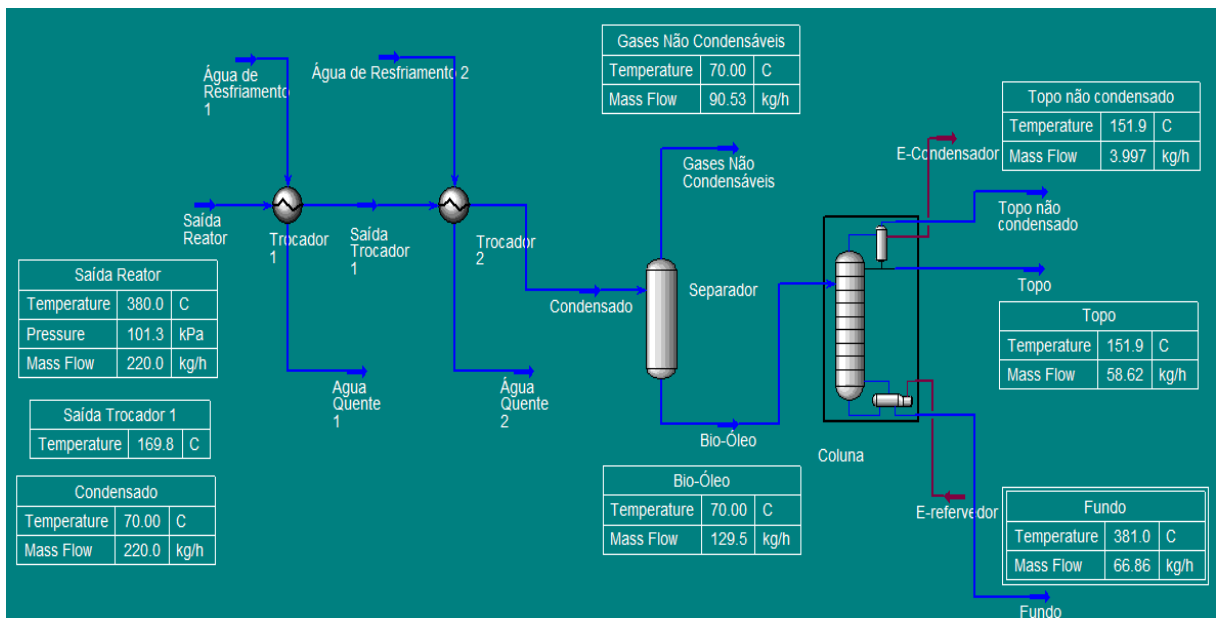 Água de
Resfriamento
1
Água de Resfriamento 2
Gases Não Condensáveis
Temperature 70.00 C
Mass Flow 90.53 kg/h
Topo não condensado
Temperature 151.9 C
Mass Flow 3.997 kg/h
E-Condensador
Gases Não
Condensáveis
Topo não
condensado
Saída
Reator
Trocador
1
Saída
Trocador
1
Trocador
2
Condensado
Separador
Topo
Saída Reator
Temperature 380.0 C
Pressure 101.3 kPa
Mass Flow 220.0 kg/h
Topo
Temperature 151.9 C
Mass Flow 58.62 kg/h
Agua
Quente
1
Água
Quente
2
Saída Trocador 1
Temperature 169.8 C
Bio-Óleo
Coluna
Condensado
Temperature 70.00 C
Mass Flow 220.0 kg/h
Bio-Óleo
Temperature 70.00 C
Mass Flow 129.5 kg/h
E-refervedor
Fundo
Temperature 381.0 C
Mass Flow 66.86 kg/h
Fundo